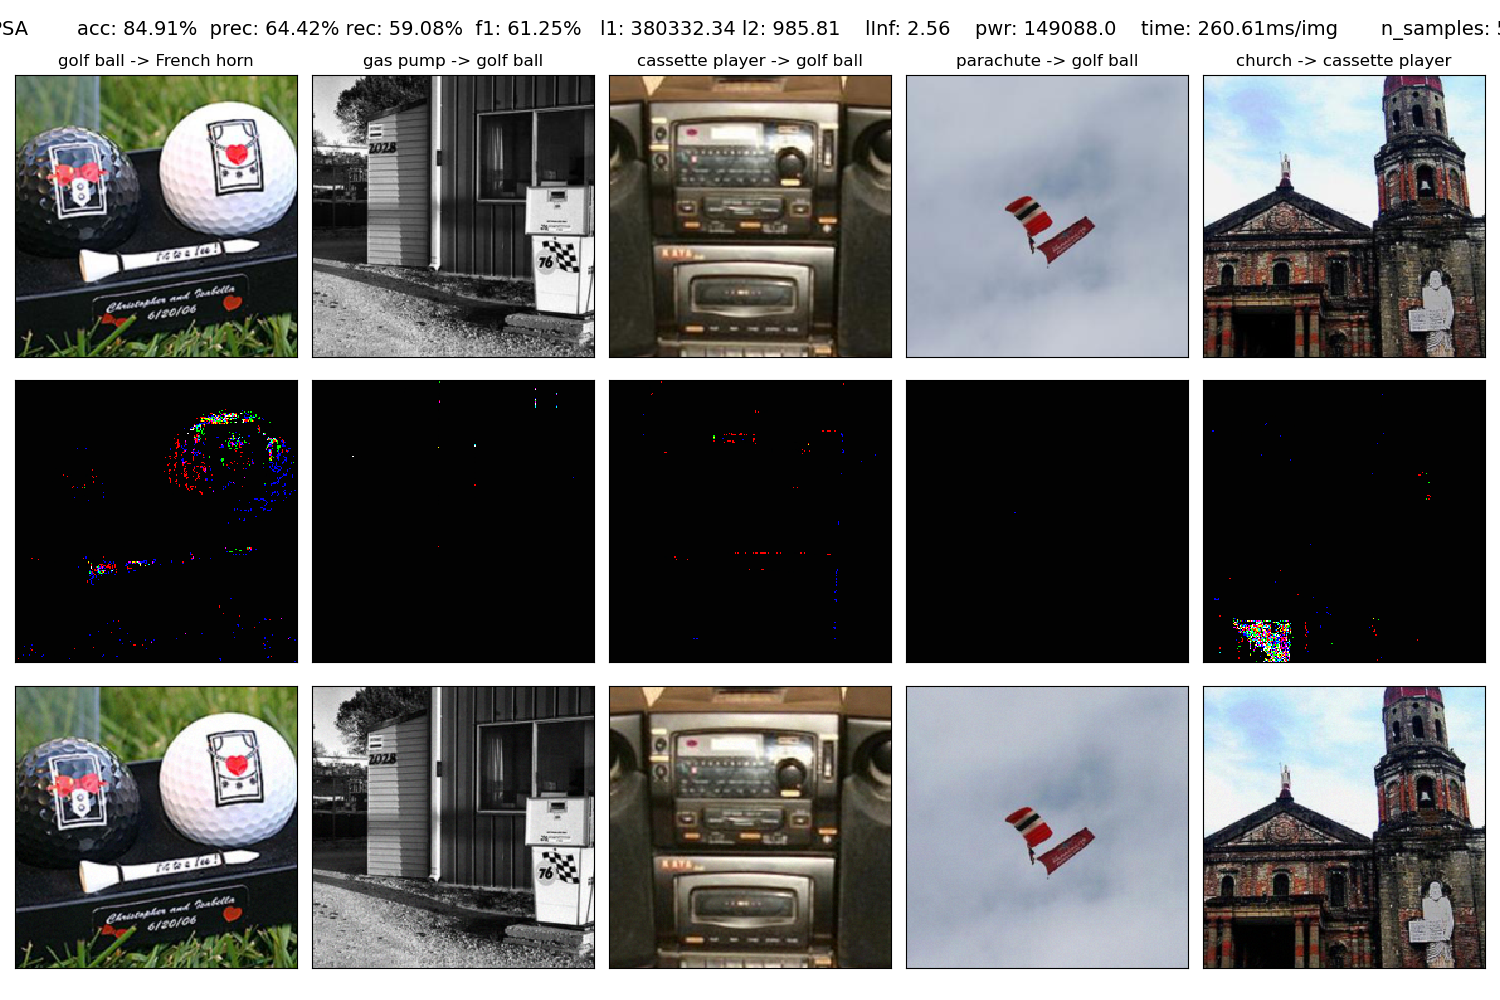 PSA acc: 84.91% prec: 64.42% rec: 59.08% f1: 61.25% l1: 380332.34 l2: 985.81 lInf: 2.56 pwr: 149088.0 time: 260.61ms/img n_samples:
golf ball -> French horn
gas pump -> golf ball
cassette player -> golf ball
parachute -> golf ball
church -> cassette player
Christopher and Isabella
6/20/06
2028
76
KATA
Christopher and Isabella
6/20/06
2028
76
KATA